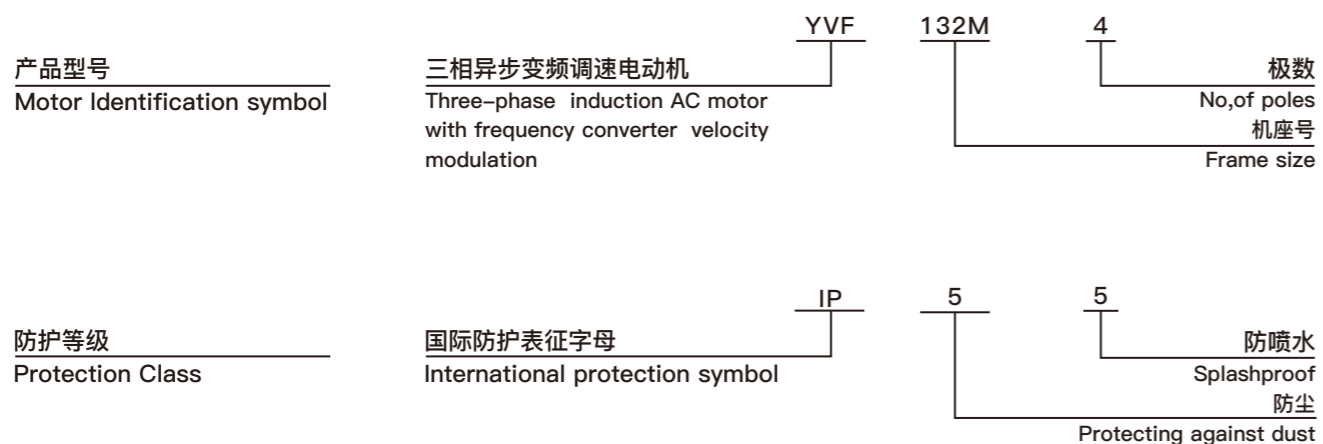 YVF 132M 4
产品型号 三相异步变频调速电动机 极数
Motor Identification symbol Three-phase induction AC motor No,of poles
with frequency converter velocity 机座号
modulation Frame size
IP 5 5
防护等级 国际防护表征字母 防喷水
Protection Class International protection symbol Splashproof
防尘
Protecting against dust